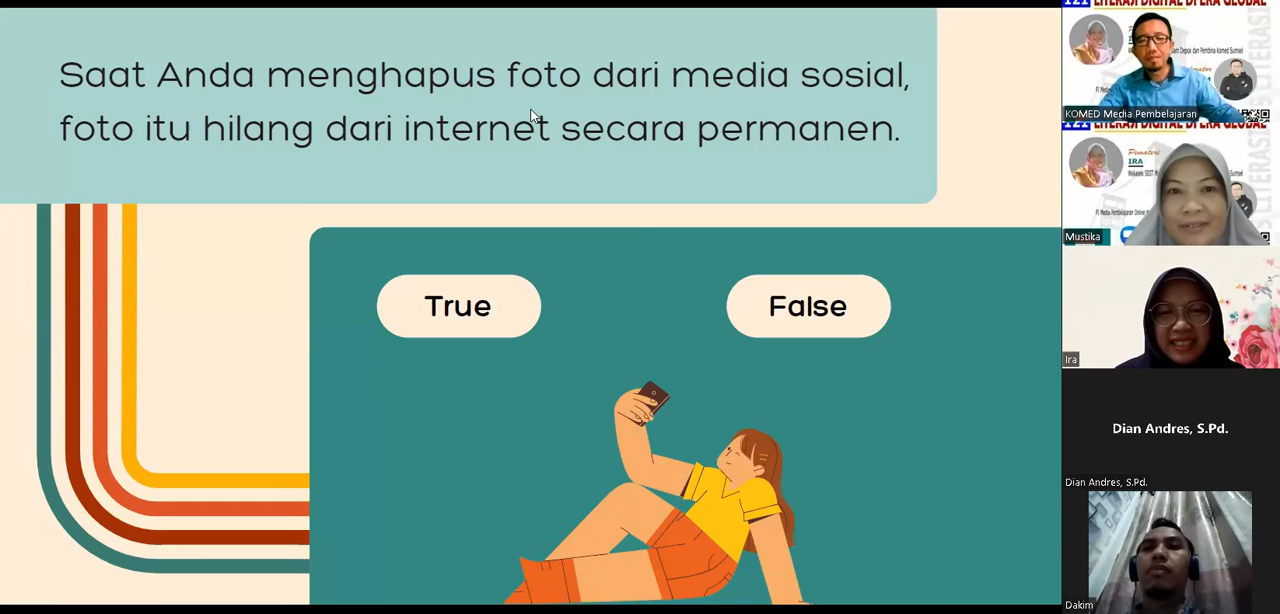 Saat Anda menghapus foto dari media sosial,
foto itu hilang dari internet secara permanen.
True
False
121 LITERASI DIGITAL DI ERA GLOBAL
KOMED Media Pembelajaran
LITERASI DIGITAL DI ERA GLOBAL
Pemateri
IRA
Mustika
Ira
Dian Andres, S.Pd.
Dian Andres, S.Pd.
Dakim